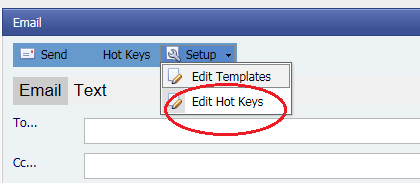 Email
Send Hot Keys Setup
Edit Templates
Email Text
Edit Hot Keys
To...
Cc...